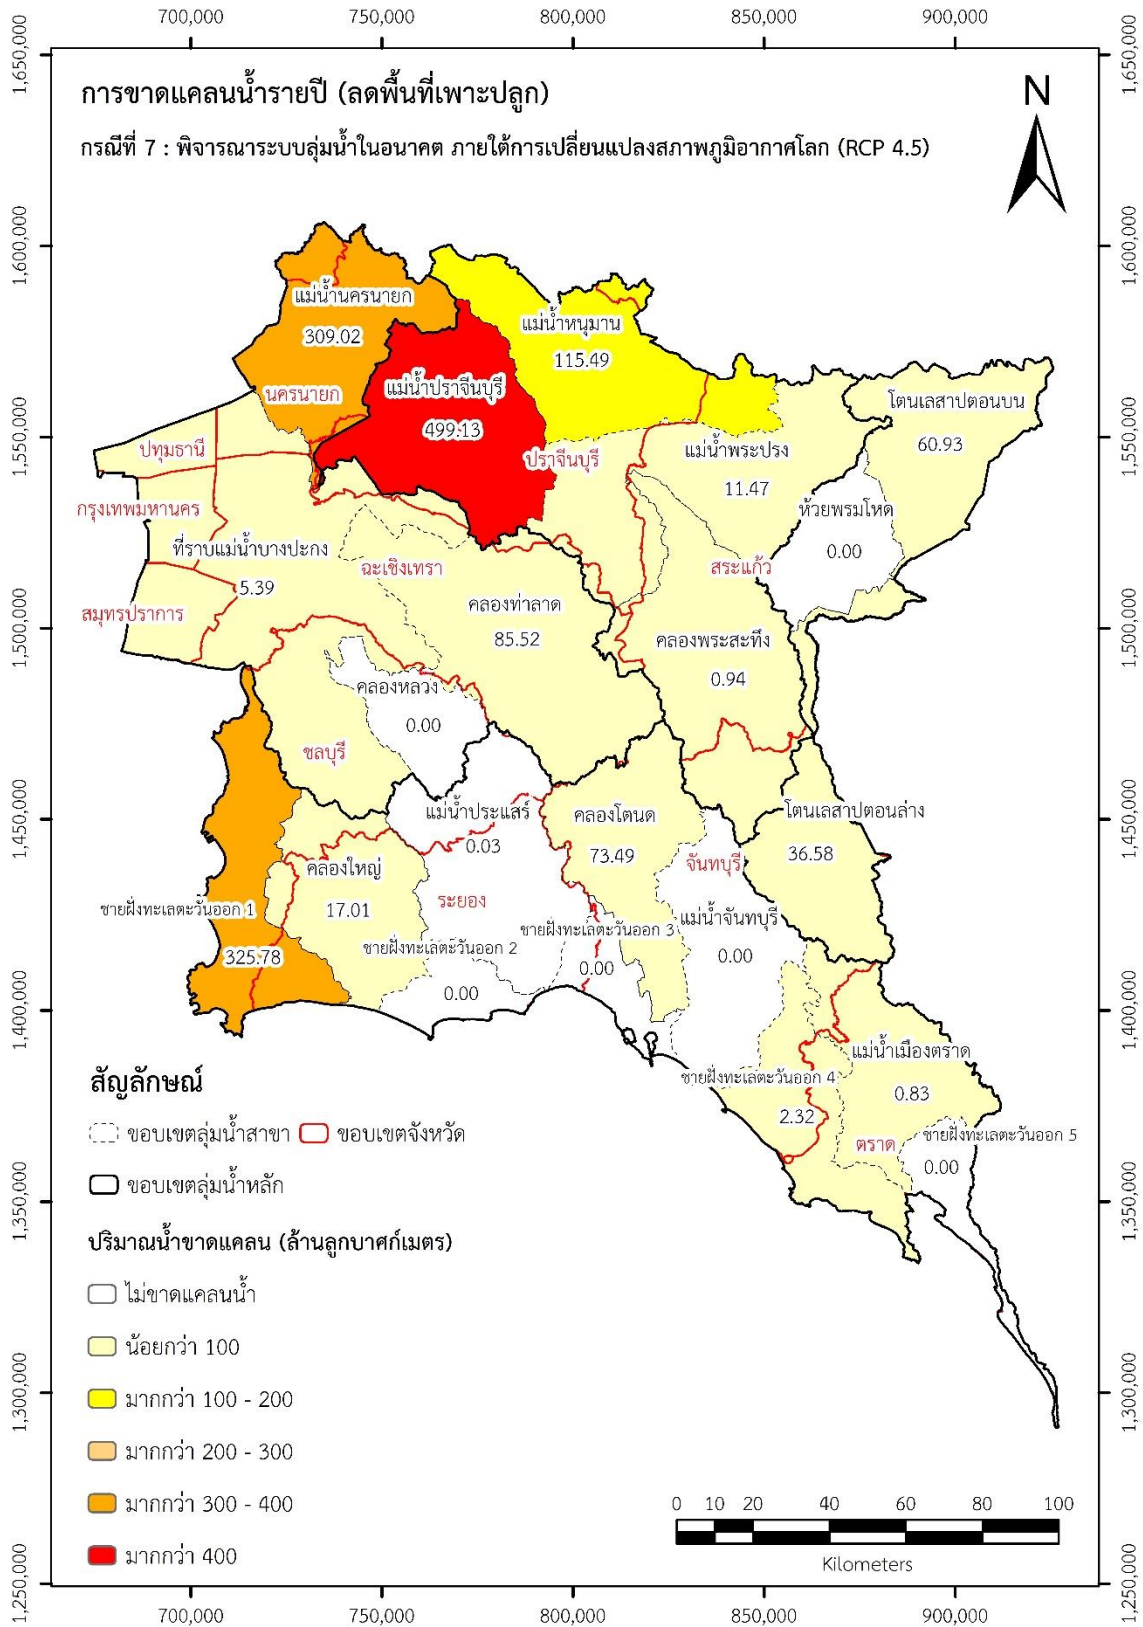 700,000 750,000 800,000 850,000 900,000
1,650,000 1,650,000
การขาดแคลนน้ำรายปี (ลดพื้นที่เพาะปลูก)
N
กรณีที่ 7 : พิจารณาระบบลุ่มน้ำในอนาคต ภายใต้การเปลี่ยนแปลงสภาพภูมิอากาศโลก (RCP 4.5)
1,600,000 1,600,000
แม่น้ำนครนายก
309.02
แม่น้ำหนุมาน
115.49
นครนายก
แม่น้ำปราจีนบุรี
499.13
โตนเลสาปตอนบน
60.93
1,550,000 1,550,000
ปทุมธานี
ปราจีนบุรี
แม่น้ำพระปรง
11.47
กรุงเทพมหานคร
ห้วยพรมโหด
0.00
ที่ราบแม่น้ำบางปะกง
5.39
ฉะเชิงเทรา
สระแก้ว
สมุทรปราการ
คลองท่าลาด
85.52
1,500,000 1,500,000
คลองพระสะทึง
0.94
คลองหลวง
0.00
ชลบุรี
1,450,000 1,450,000
แม่น้ำประแสร์
0.03
คลองโตนด
73.49
โตนเลสาปตอนล่าง
36.58
คลองใหญ่
17.01
จันทบุรี
ระยอง
ชายฝั่งทะเลตะวันออก 1
325.78
ชายฝั่งทะเลตะวันออก 2
0.00
ชายฝั่งทะเลตะวันออก 3
0.00
แม่น้ำจันทบุรี
0.00
1,400,000 1,400,000
แม่น้ำเมืองตราด
0.83
ชายฝั่งทะเลตะวันออก 4
2.32
ตราด
ชายฝั่งทะเลตะวันออก 5
0.00
สัญลักษณ์
ขอบเขตลุ่มน้ำสาขา ขอบเขตจังหวัด
ขอบเขตลุ่มน้ำหลัก
1,350,000 1,350,000
ปริมาณน้ำขาดแคลน (ล้านลูกบาศก์เมตร)
ไม่ขาดแคลนน้ำ
น้อยกว่า 100
มากกว่า 100 - 200
1,300,000 1,300,000
มากกว่า 200 - 300
มากกว่า 300 - 400
มากกว่า 400
0 10 20 40 60 80 100
Kilometers
1,250,000 1,250,000
700,000 750,000 800,000 850,000 900,000